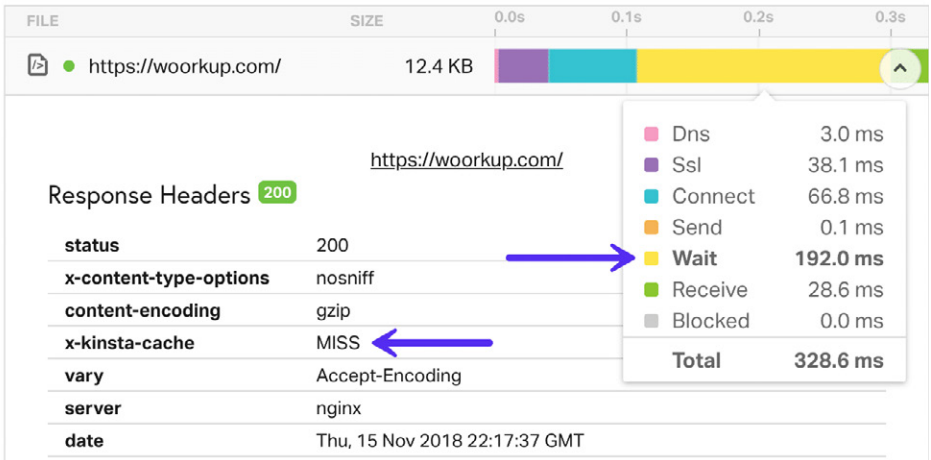 FILE SIZE 0.0s 0.1s 0.2s 0.3s
https://woorkup.com/ 12.4 KB
https://woorkup.com/
Response Headers 200
status 200
x-content-type-options nosniff
content-encoding gzip
x-kinsta-cache MISS
vary Accept-Encoding
server nginx
date Thu, 15 Nov 2018 22:17:37 GMT
Dns 3.0 ms
Ssl 38.1 ms
Connect 66.8 ms
Send 0.1 ms
Wait 192.0 ms
Receive 28.6 ms
Blocked 0.0 ms
Total 328.6 ms